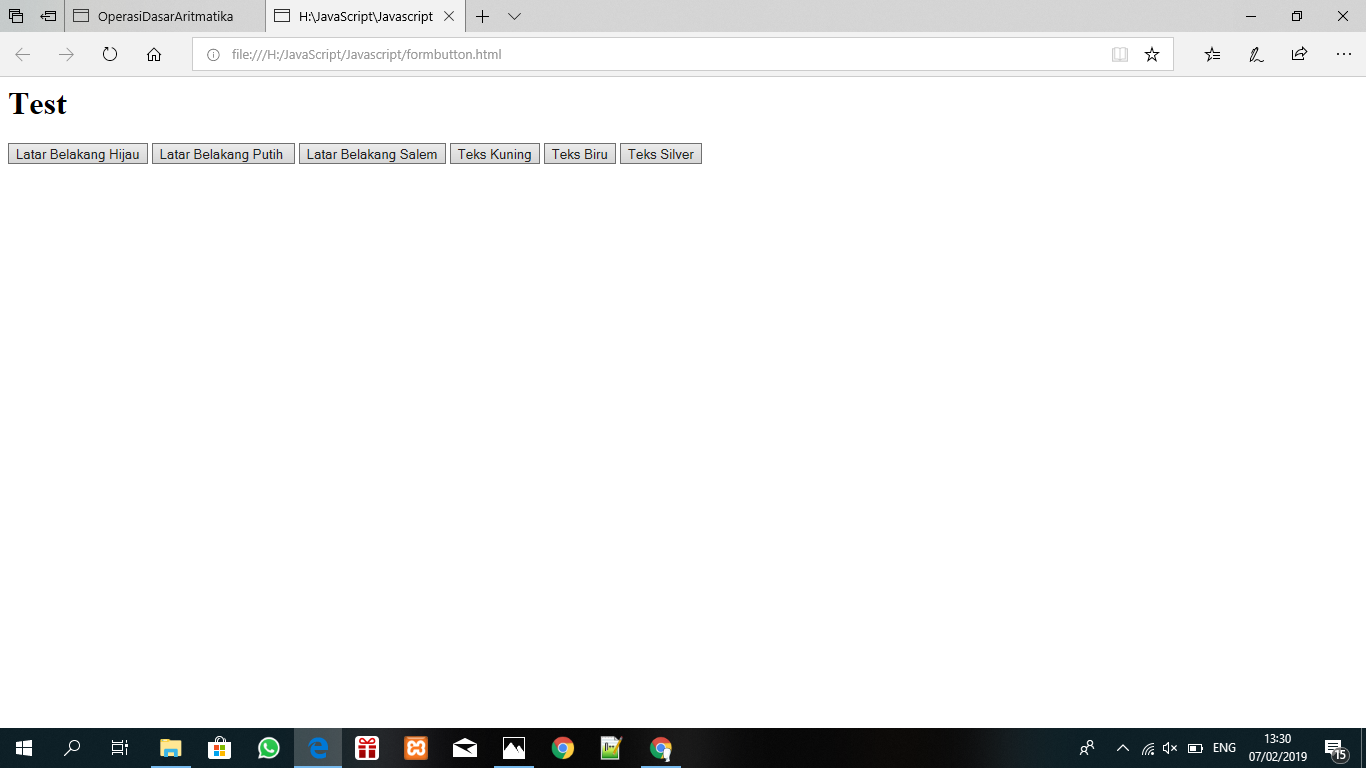 OperasiDasarAritmatika
H:\JavaScript\Javascript
file:///H:/JavaScript/Javascript/formbutton.html
Test
Latar Belakang Hijau Latar Belakang Putih Latar Belakang Salem Teks Kuning Teks Biru Teks Silver
ENG
13:30
07/02/2019
15